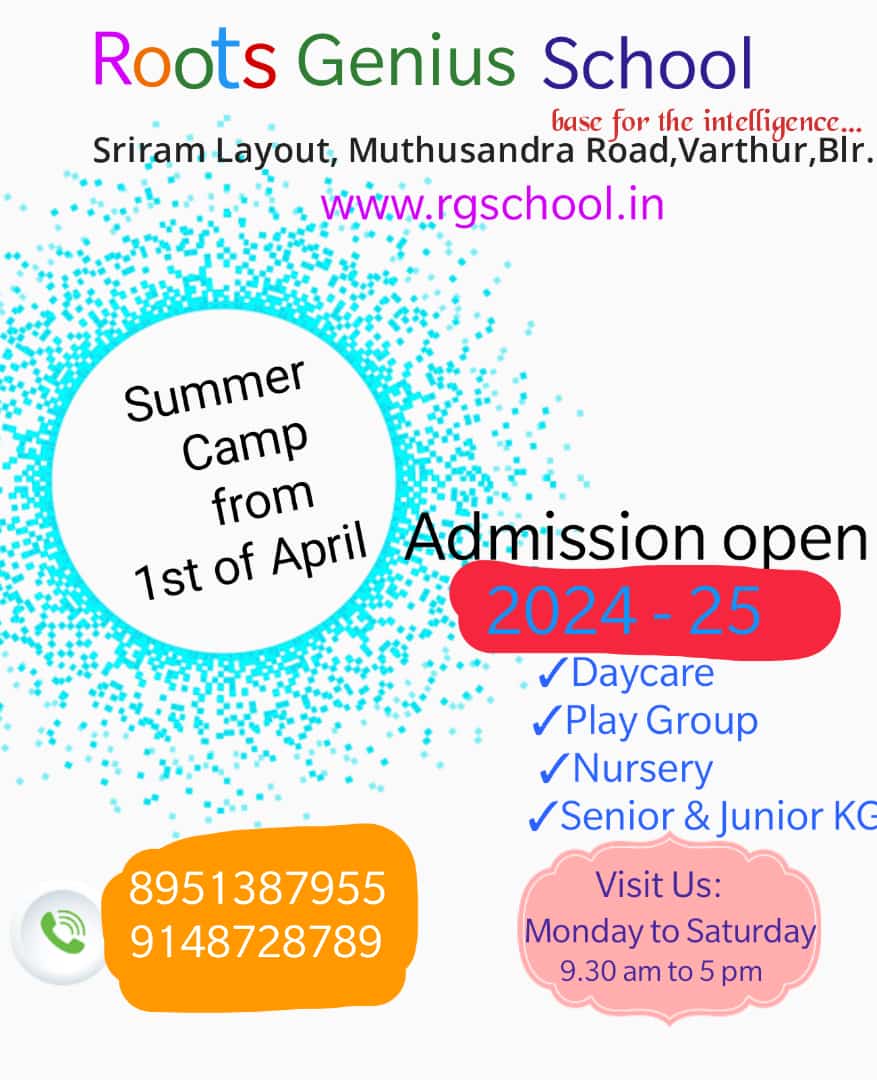 Roots Genius School
base for the intelligence...
Sriram Layout, Muthusandra Road,Varthur,Blr.
www.rgschool.in
Summer
Camp
from
1st of April
Admission open
2024 - 25
✓Daycare
✓Play Group
✓Nursery
✓Senior & Junior KG
8951387955
9148728789
Visit Us:
Monday to Saturday
9.30 am to 5 pm